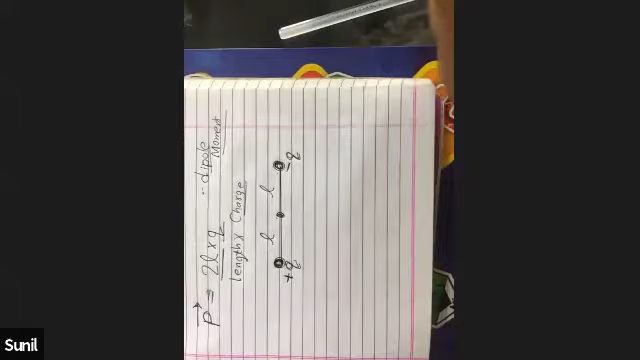 P = 2l x q :- dipole
Moment
length x Charge
l l
+q -q
Sunil